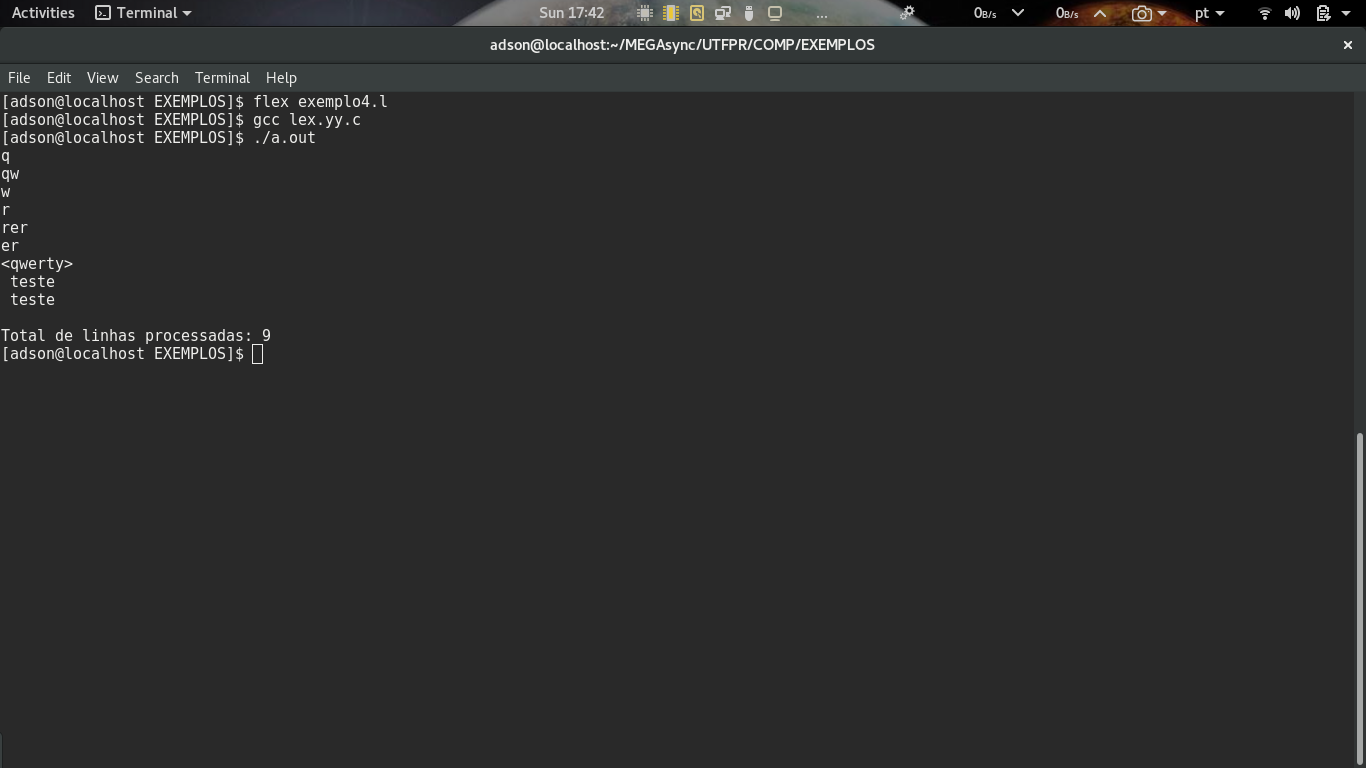 Activities Terminal Sun 17:42 ... 0B/s 0B/s pt
adson@localhost:~/MEGAsync/UTFPR/COMP/EXEMPLOS ×
File Edit View Search Terminal Help
[adson@localhost EXEMPLOS]$ flex exemplo4.l
[adson@localhost EXEMPLOS]$ gcc lex.yy.c
[adson@localhost EXEMPLOS]$ ./a.out
q
qw
w
r
rer
er
<qwerty>
 teste
 teste
Total de linhas processadas: 9
[adson@localhost EXEMPLOS]$